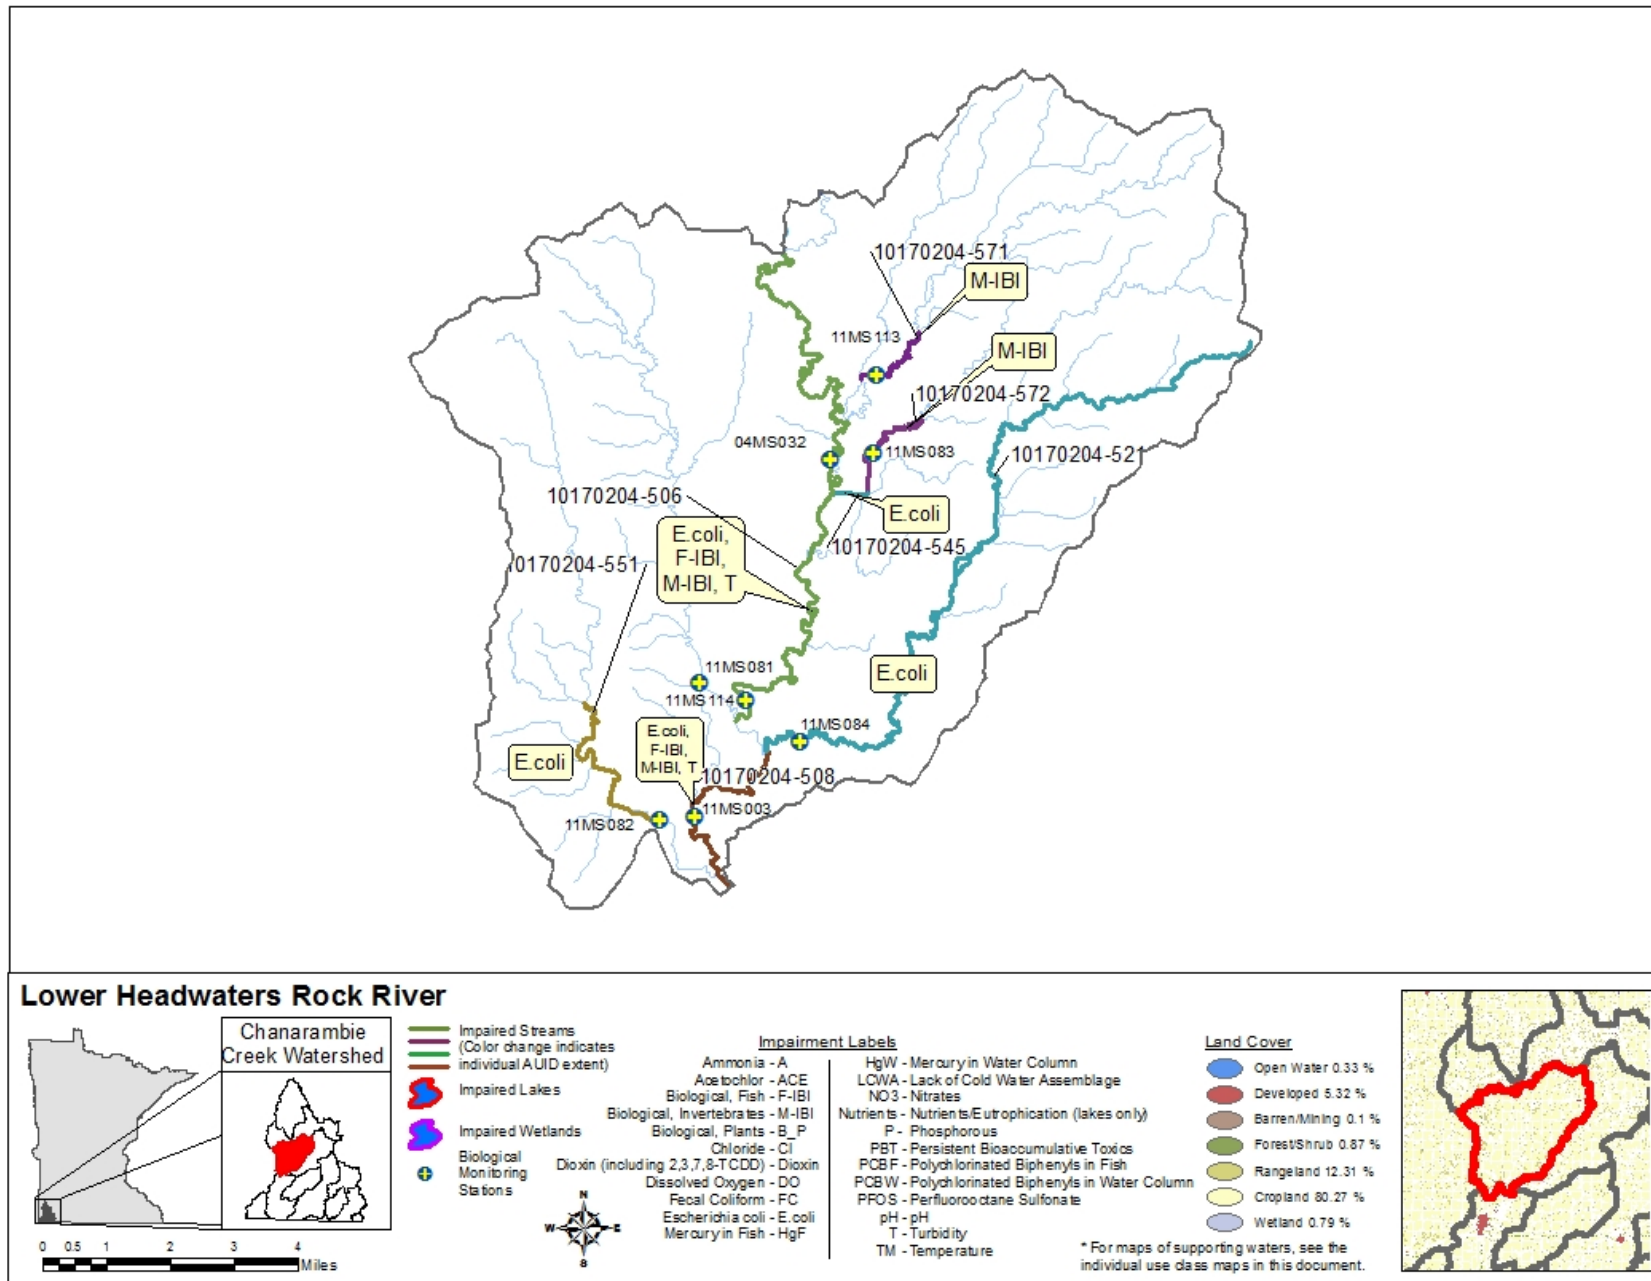 10170204-571
M-IBI
11MS113
M-IBI
10170204-572
04MS032
11MS083
10170204-521
10170204-506
E.coli
E.coli,
F-IBI,
M-IBI, T
10170204-545
10170204-551
11MS081
E.coli
11MS114
11MS084
E.coli,
F-IBI,
M-IBI, T
E.coli
10170204-508
11MS003
11MS082
Lower Headwaters Rock River
Chanarambie
Creek Watershed
0 0.5 1 2 3 4
Miles
Impaired Streams
(Color change indicates
individual AUID extent)
Impaired Lakes
Impaired Wetlands
Biological
Monitoring
Stations
N
W E
S
Impairment Labels
Ammonia - A
Acetochlor - ACE
Biological, Fish - F-IBI
Biological, Invertebrates - M-IBI
Biological, Plants - B_P
Chloride - Cl
Dioxin (including 2,3,7,8-TCDD) - Dioxin
Dissolved Oxygen - DO
Fecal Coliform - FC
Escherichia coli - E.coli
Mercury in Fish - HgF
HgW - Mercury in Water Column
LCWA - Lack of Cold Water Assemblage
NO3 - Nitrates
Nutrients - Nutrients/Eutrophication (lakes only)
P - Phosphorous
PBT - Persistent Bioaccumulative Toxics
PCBF - Polychlorinated Biphenyls in Fish
PCBW - Polychlorinated Biphenyls in Water Column
PFOS - Perfluorooctane Sulfonate
pH - pH
T - Turbidity
TM - Temperature
Land Cover
Open Water 0.33 %
Developed 5.32 %
Barren/Mining 0.1 %
Forest/Shrub 0.87 %
Rangeland 12.31 %
Cropland 80.27 %
Wetland 0.79 %
* For maps of supporting waters, see the
individual use class maps in this document.